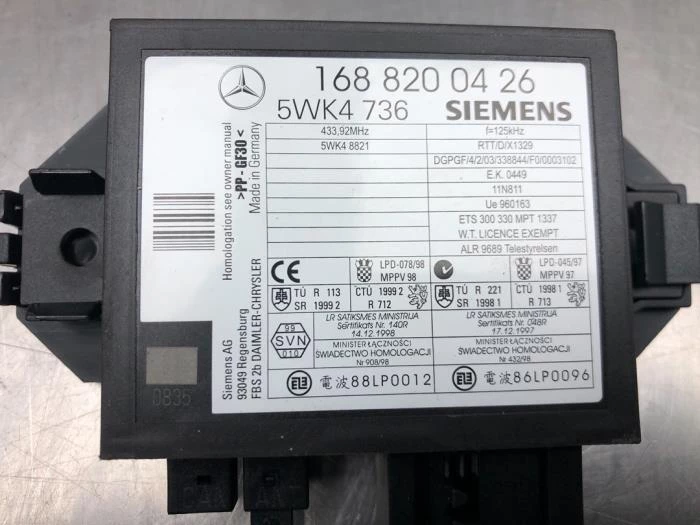 168 820 04 26
5WK4 736 SIEMENS
433,92MHz
5WK4 8821
f=125kHz
RTT/D/X1329
DGPGF/4/2/03/338844/F0/0003102
E.K. 0449
11N811
Ue 960163
ETS 300 330 MPT 1337
W.T. LICENCE EXEMPT
ALR 9689 Telestyrelsen
CE
LPD-078/98
MPPV 98
LPD-045/97
MPPV 97
TÚ R 113
SR 1999 2
CTÚ 1999 2
R 712
TÚ R 221
SR 1998 1
CTÚ 1998 1
R 713
99
SVN
010
LR SATIKSMES MINISTRIJA
Sertifikats Nr. 140R
14.12.1998
MINISTER ŁĄCZNOŚCI
ŚWIADECTWO HOMOLOGACJI
Nr 908/98
LR SATIKSMES MINISTRIJA
Sertifikats Nr. 048R
17.12.1997
MINISTER ŁĄCZNOŚCI
ŚWIADECTWO HOMOLOGACJI
Nr 432/98
電波88LP0012
電波86LP0096
Homologation see owner manual
>PP - GF30<
Made in Germany
Siemens AG
93049 Regensburg
FBS 2b DAIMLER-CHRYSLER
0835